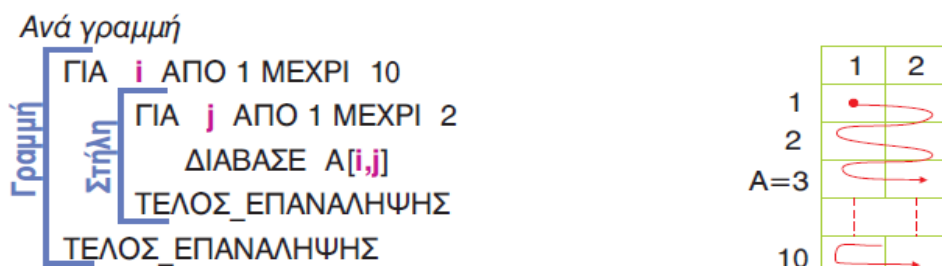 Ανά γραμμή
Γραμμή
Στήλη
ΓΙΑ i ΑΠΟ 1 ΜΕΧΡΙ 10
ΓΙΑ j ΑΠΟ 1 ΜΕΧΡΙ 2
ΔΙΑΒΑΣΕ Α[i,j]
ΤΕΛΟΣ_ΕΠΑΝΑΛΗΨΗΣ
ΤΕΛΟΣ_ΕΠΑΝΑΛΗΨΗΣ
1 2
1
2
Α=3
10